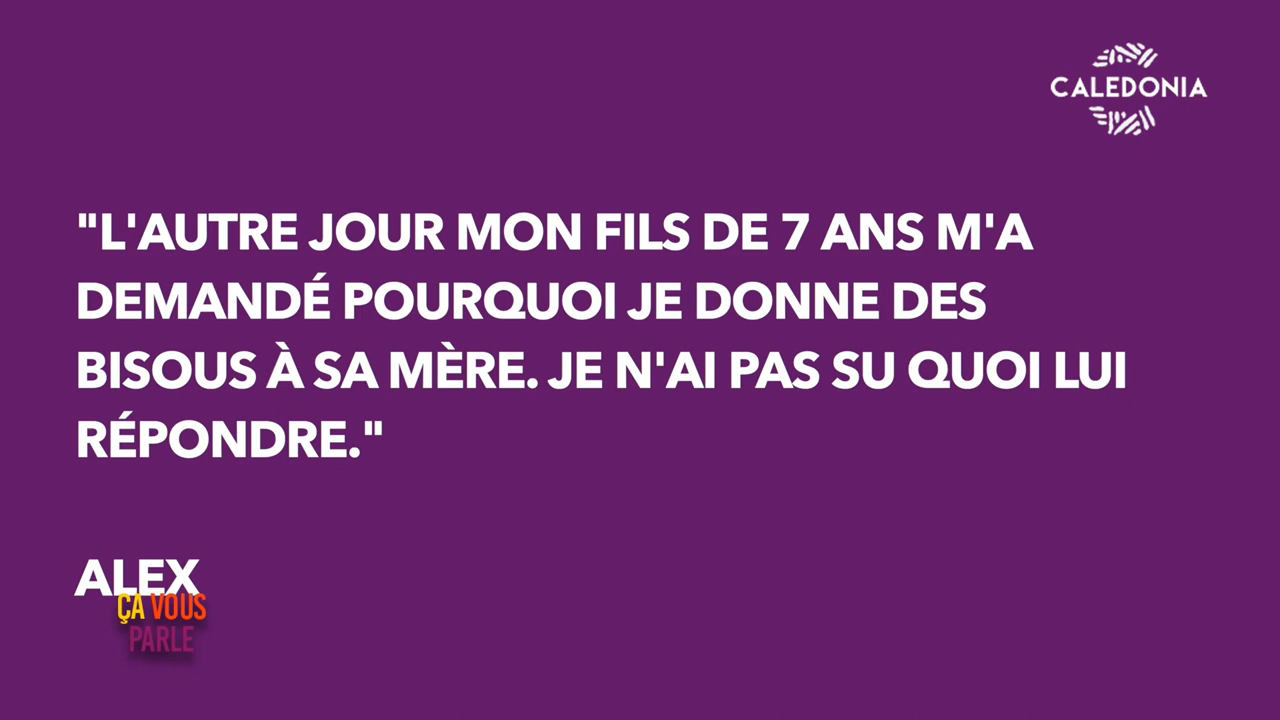 CALEDONIA
"L'AUTRE JOUR MON FILS DE 7 ANS M'A
DEMANDÉ POURQUOI JE DONNE DES
BISOUS À SA MÈRE. JE N'AI PAS SU QUOI LUI
RÉPONDRE."
ALEX
ÇA VOUS
PARLE